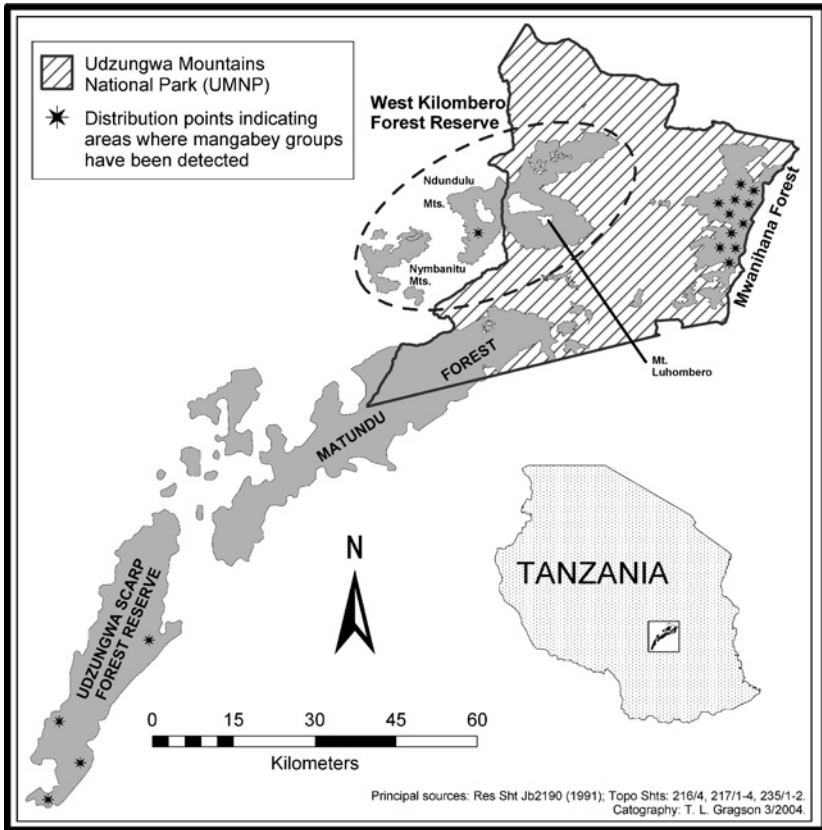 Udzungwa Mountains
National Park (UMNP)
Distribution points indicating
areas where mangabey groups
have been detected
West Kilombero
Forest Reserve
Ndundulu
Mts.
Nymbanitu
Mts.
Mwanihana Forest
Mt.
Luhombero
MATUNDU FOREST
UDZUNGWA SCARP
FOREST RESERVE
N
TANZANIA
0 15 30 45 60
Kilometers
Principal sources: Res Sht Jb2190 (1991); Topo Shts: 216/4, 217/1-4, 235/1-2.
Catography: T. L. Gragson 3/2004.